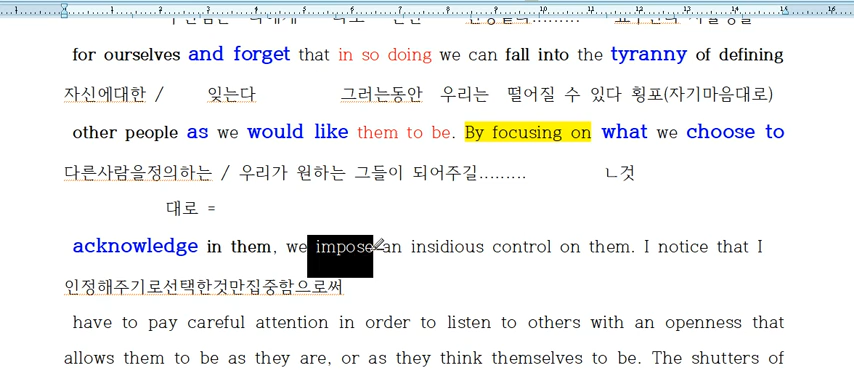 for ourselves and forget that in so doing we can fall into the tyranny of defining
자신에대한 / 잊는다 그러는동안 우리는 떨어질 수 있다 횡포(자기마음대로)
other people as we would like them to be. By focusing on what we choose to
다른사람을정의하는 / 우리가 원하는 그들이 되어주길......... ㄴ것
대로 =
acknowledge in them, we impose an insidious control on them. I notice that I
인정해주기로선택한것만집중함으로써
have to pay careful attention in order to listen to others with an openness that
allows them to be as they are, or as they think themselves to be. The shutters of